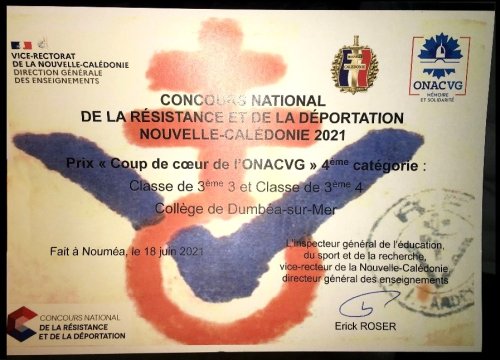 VICE-RECTORAT
DE LA NOUVELLE-CALÉDONIE
DIRECTION GÉNÉRALE
DES ENSEIGNEMENTS
ONACVG
MÉMOIRE
ET SOLIDARITÉ
CONCOURS NATIONAL
DE LA RÉSISTANCE ET DE LA DÉPORTATION
NOUVELLE-CALÉDONIE 2021
Prix « Coup de cœur de l'ONACVG » 4ème catégorie :
Classe de 3ème 3 et Classe de 3ème 4
Collège de Dumbéa-sur-Mer
Fait à Nouméa, le 18 juin 2021
L'inspecteur général de l'éducation,
du sport et de la recherche,
vice-recteur de la Nouvelle-Calédonie
directeur général des enseignements
Erick ROSER
CONCOURS NATIONAL
DE LA RÉSISTANCE
ET DE LA DÉPORTATION